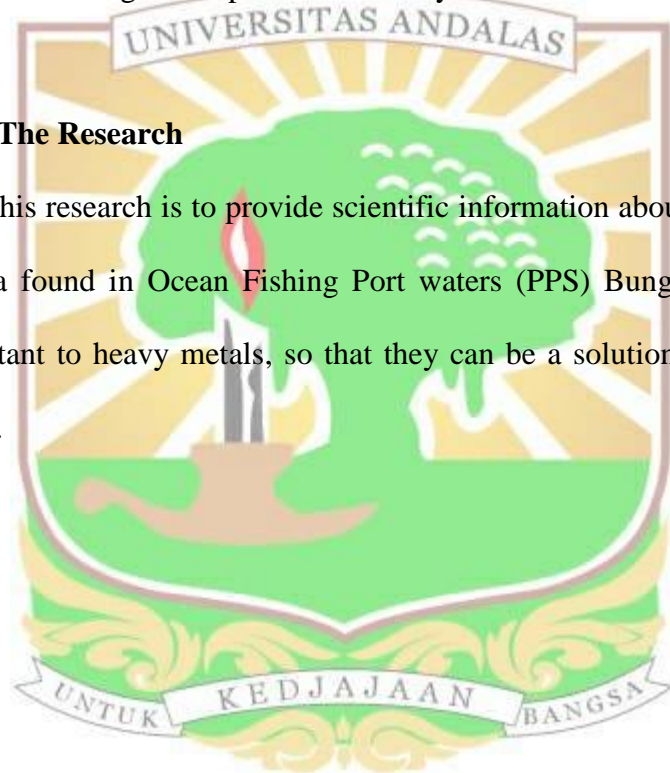 UNIVERSITAS ANDALAS
The Research
his research is to provide scientific information abou
a found in Ocean Fishing Port waters (PPS) Bung
tant to heavy metals, so that they can be a solution
UNTUK KEDJAJAAN BANGSA